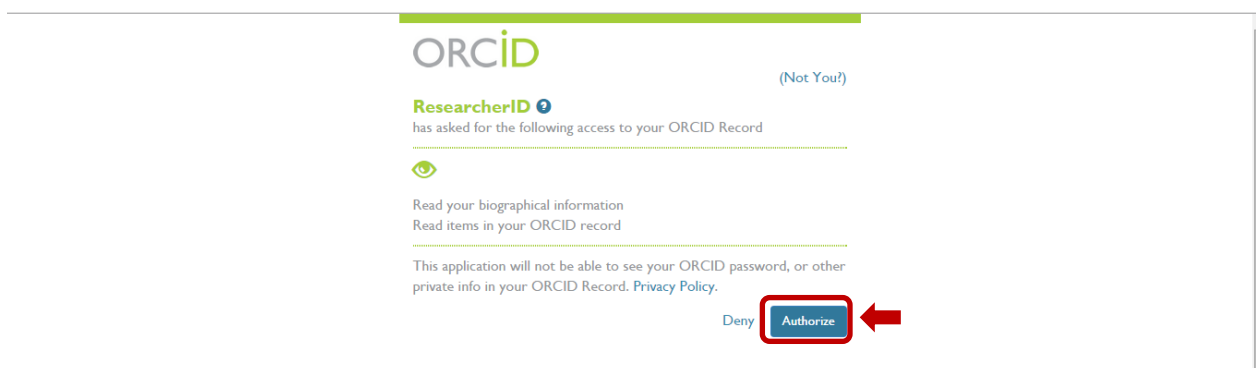 ORCiD
(Not You?)
ResearcherID ?
has asked for the following access to your ORCID Record
Read your biographical information
Read items in your ORCID record
This application will not be able to see your ORCID password, or other
private info in your ORCID Record. Privacy Policy.
Deny Authorize